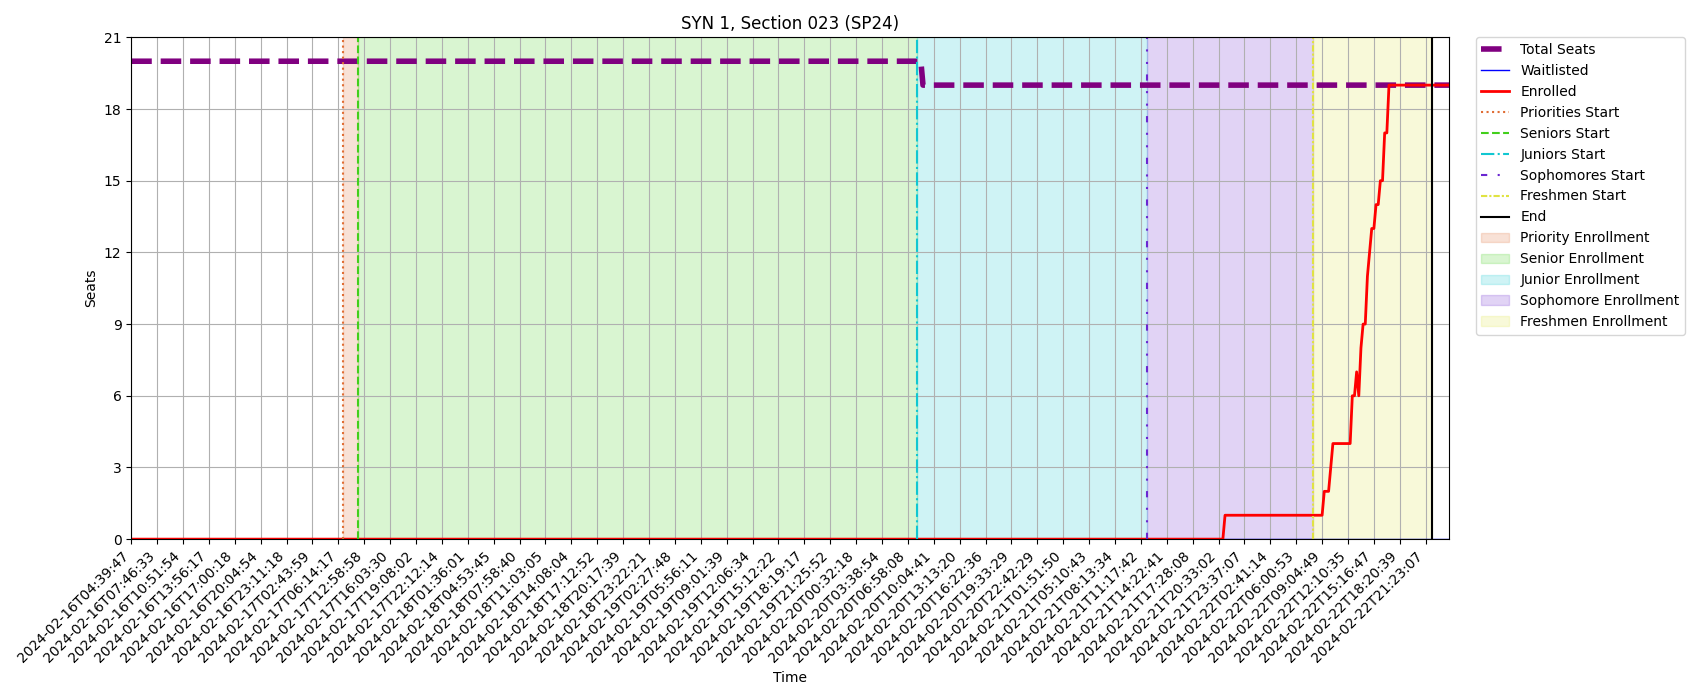 SYN 1, Section 023 (SP24)
21
18
15
12
9
6
3
0
Seats
2024-02-16T04:39:47
2024-02-16T07:46:33
2024-02-16T10:51:54
2024-02-16T13:56:17
2024-02-16T17:00:18
2024-02-16T20:04:54
2024-02-16T23:11:18
2024-02-17T02:43:59
2024-02-17T06:14:17
2024-02-17T12:58:58
2024-02-17T16:03:30
2024-02-17T19:08:02
2024-02-17T22:12:14
2024-02-18T01:36:01
2024-02-18T04:53:45
2024-02-18T07:58:40
2024-02-18T11:03:05
2024-02-18T14:08:04
2024-02-18T17:12:52
2024-02-18T20:17:39
2024-02-18T23:22:21
2024-02-19T02:27:48
2024-02-19T05:56:11
2024-02-19T09:01:39
2024-02-19T12:06:34
2024-02-19T15:12:22
2024-02-19T18:19:17
2024-02-19T21:25:52
2024-02-20T00:32:18
2024-02-20T03:38:54
2024-02-20T06:58:08
2024-02-20T10:04:41
2024-02-20T13:13:20
2024-02-20T16:22:36
2024-02-20T19:33:29
2024-02-20T22:42:29
2024-02-21T01:51:50
2024-02-21T05:10:43
2024-02-21T08:13:34
2024-02-21T11:17:42
2024-02-21T14:22:41
2024-02-21T17:28:08
2024-02-21T20:33:02
2024-02-21T23:37:07
2024-02-22T02:41:14
2024-02-22T06:00:53
2024-02-22T09:04:49
2024-02-22T12:10:35
2024-02-22T15:16:47
2024-02-22T18:20:39
2024-02-22T21:23:07
Time
Total Seats
Waitlisted
Enrolled
Priorities Start
Seniors Start
Juniors Start
Sophomores Start
Freshmen Start
End
Priority Enrollment
Senior Enrollment
Junior Enrollment
Sophomore Enrollment
Freshmen Enrollment